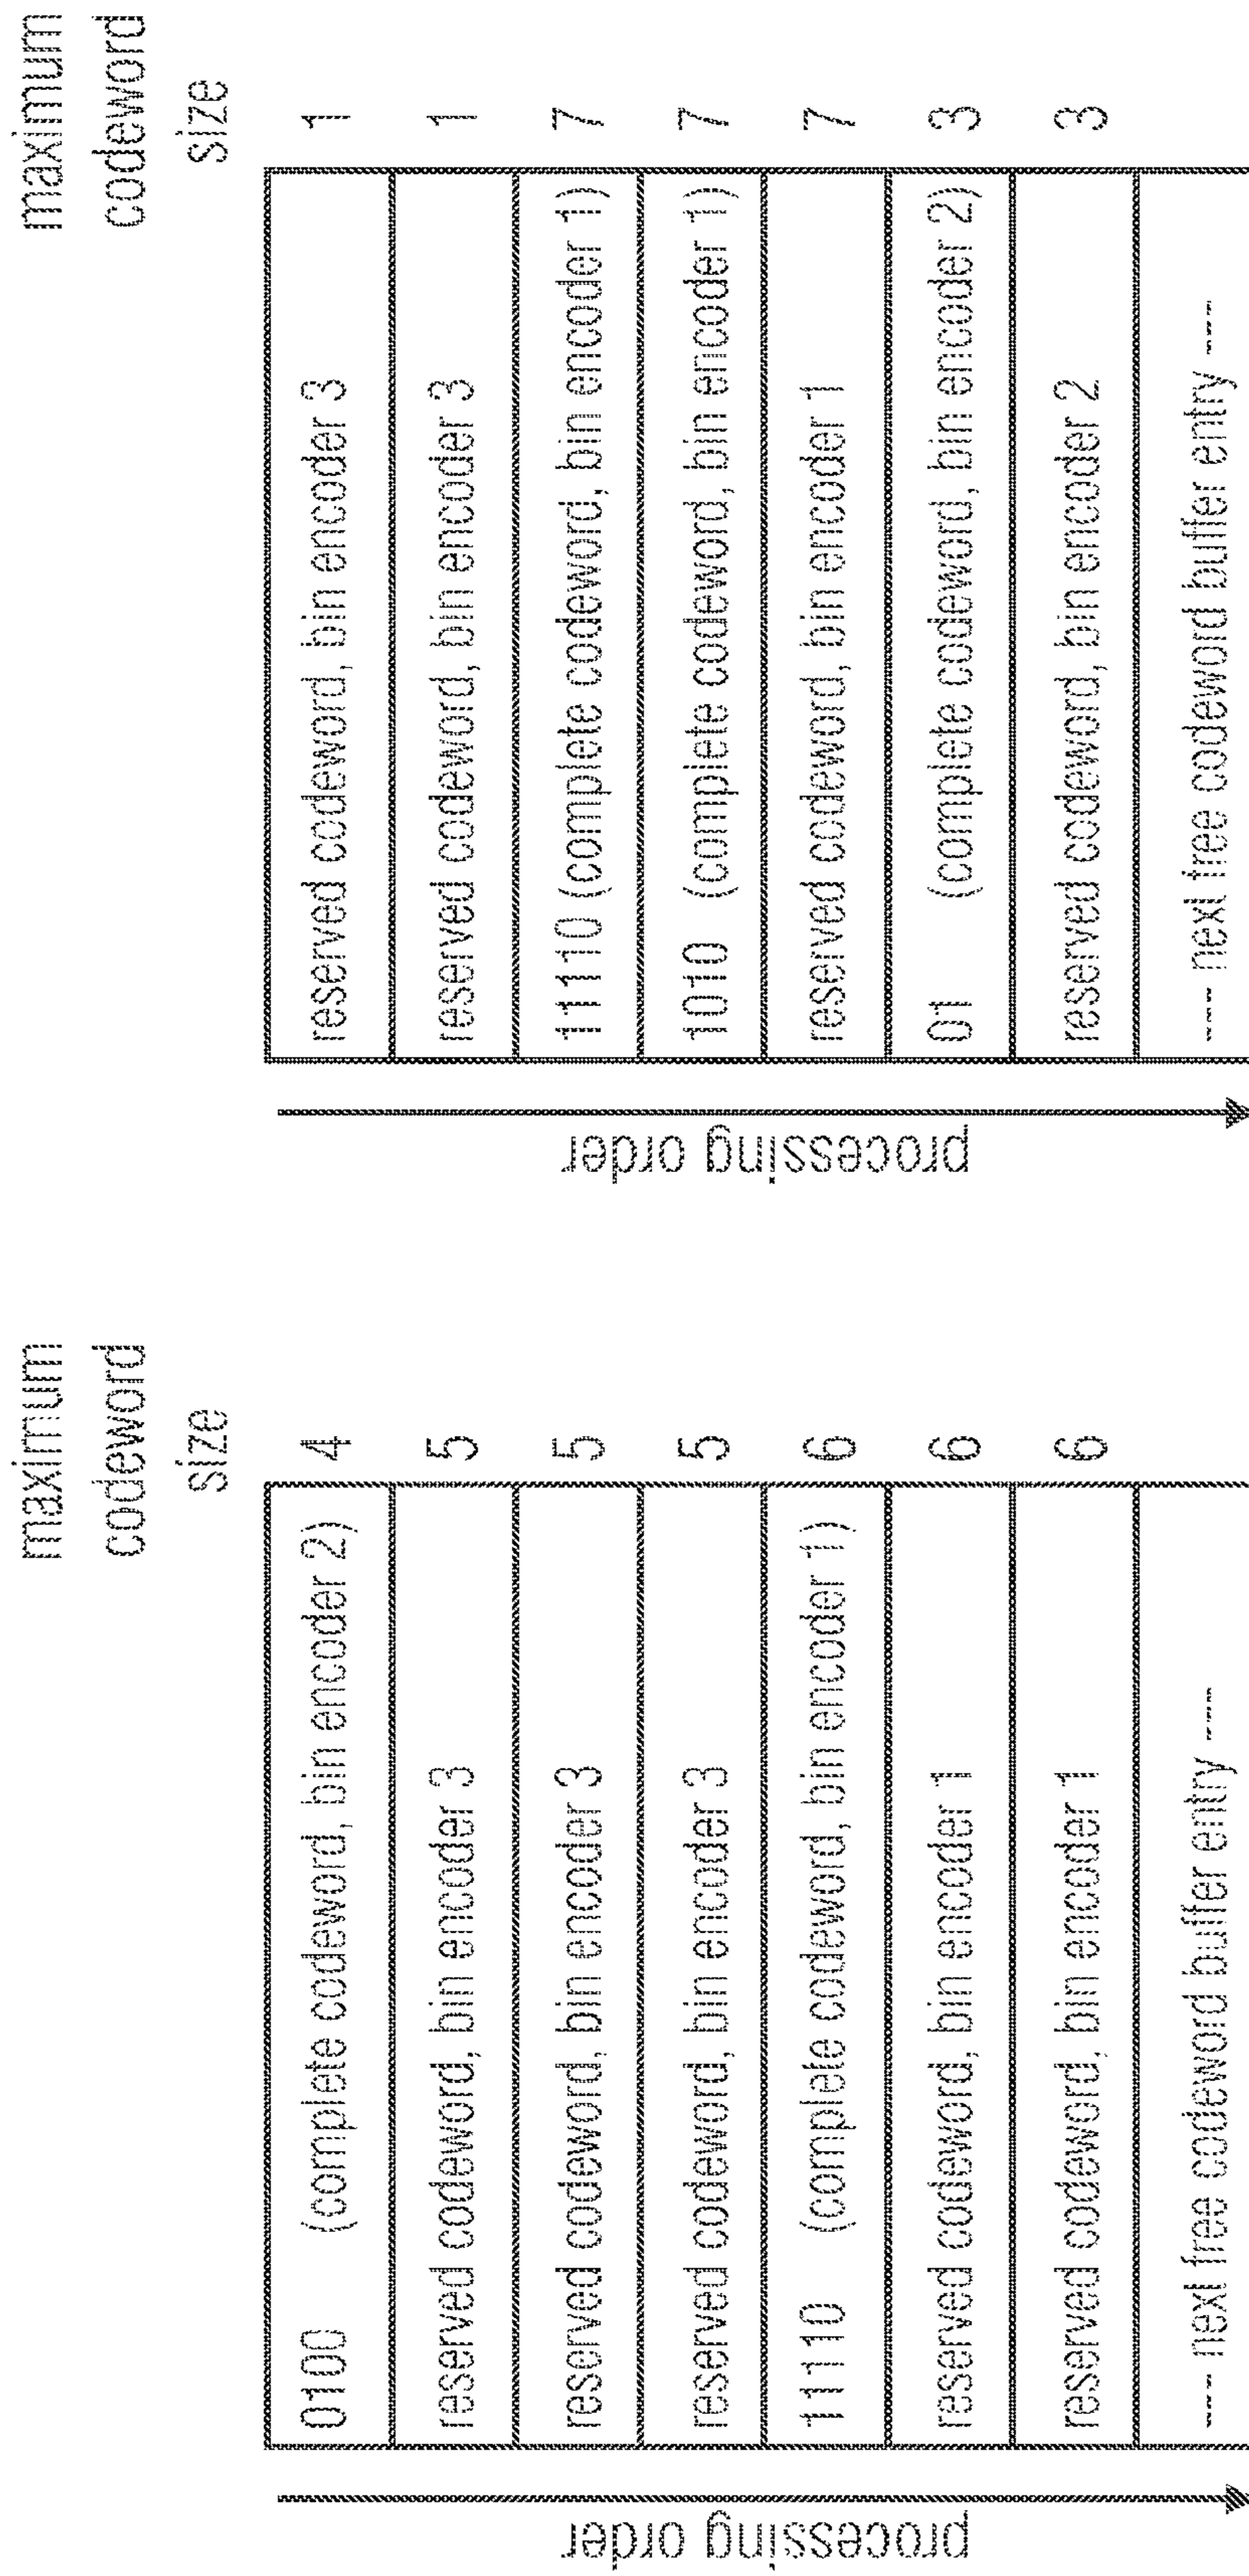 maximum
codeword
size
processing order
0100 (complete codeword, bin encoder 2) 4
reserved codeword, bin encoder 3 5
reserved codeword, bin encoder 3 5
reserved codeword, bin encoder 3 5
11110 (complete codeword, bin encoder 1) 6
reserved codeword, bin encoder 1 6
reserved codeword, bin encoder 1 6
---- next free codeword buffer entry ----
maximum
codeword
size
processing order
reserved codeword, bin encoder 3 1
reserved codeword, bin encoder 3 1
11110 (complete codeword, bin encoder 1) 7
1010 (complete codeword, bin encoder 1) 7
reserved codeword, bin encoder 1 7
01 (complete codeword, bin encoder 2) 3
reserved codeword, bin encoder 2 3
---- next free codeword buffer entry ----